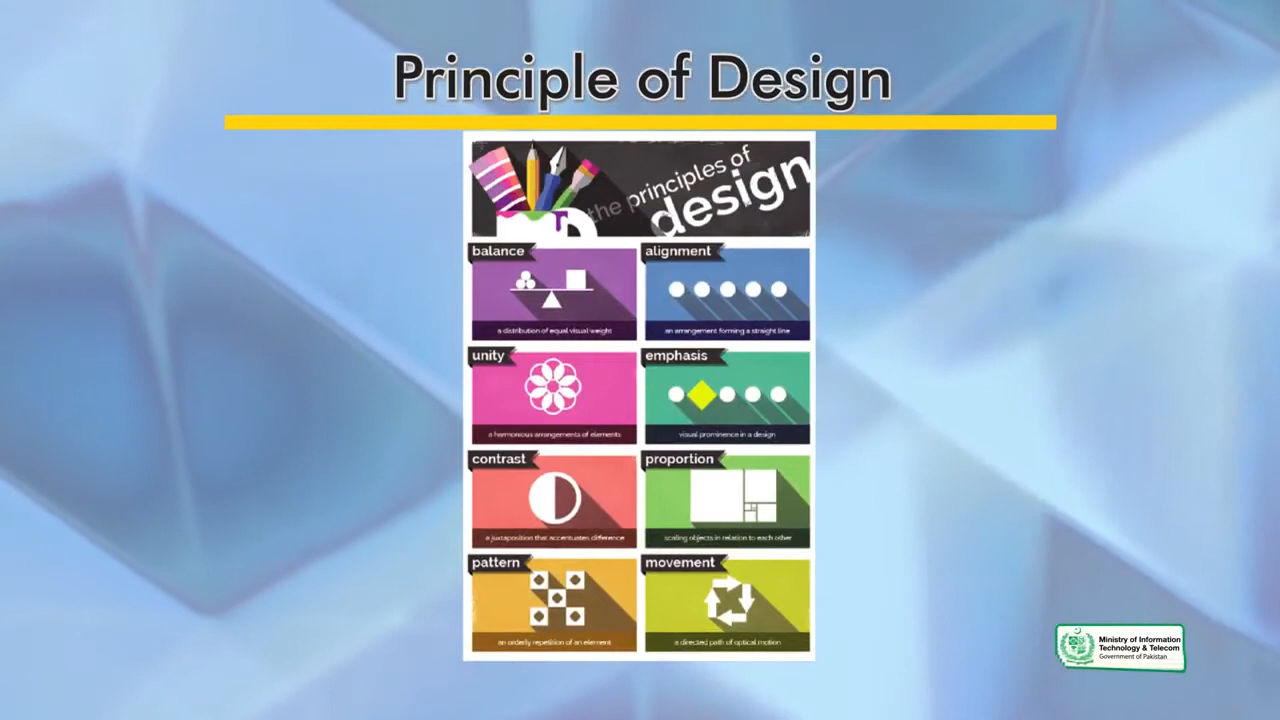 Principle of Design
the principles of
design
balance
a distribution of equal visual weight
alignment
an arrangement forming a straight line
unity
a harmonious arrangements of elements
emphasis
visual prominence in a design
contrast
a juxtaposition that accentuates difference
proportion
scaling objects in relation to each other
pattern
an orderly repetition of an element
movement
a directed path of optical motion
Ministry of Information
Technology & Telecom
Government of Pakistan